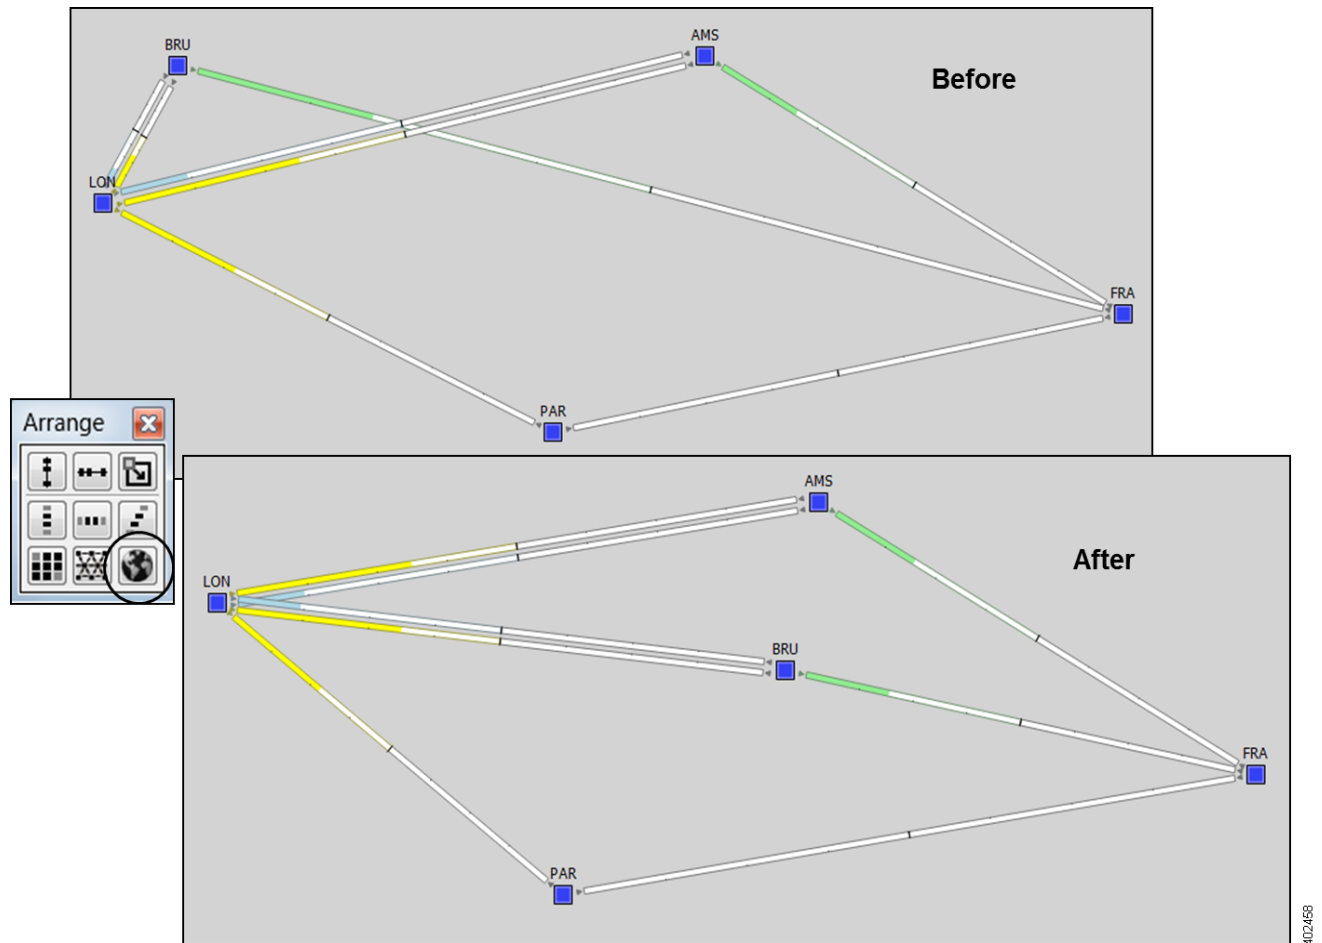 BRU
AMS
Before
LON
FRA
PAR
Arrange
AMS
After
LON
BRU
FRA
PAR
402458